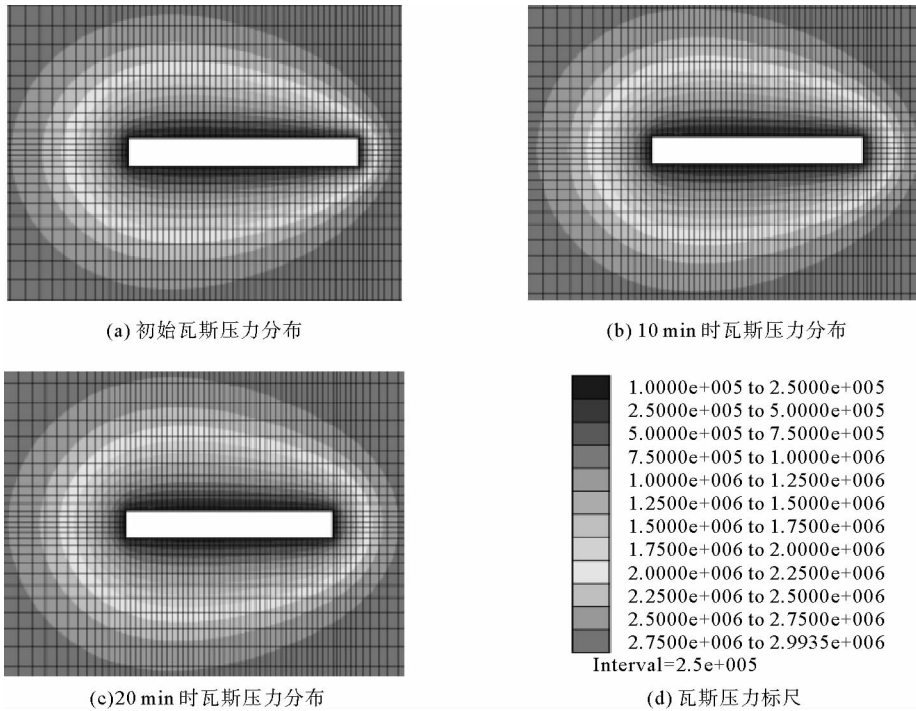 (a) 初始瓦斯压力分布
(b) 10 min 时瓦斯压力分布
1.0000e+005 to 2.5000e+005
2.5000e+005 to 5.0000e+005
5.0000e+005 to 7.5000e+005
7.5000e+005 to 1.0000e+006
1.0000e+006 to 1.2500e+006
1.2500e+006 to 1.5000e+006
1.5000e+006 to 1.7500e+006
1.7500e+006 to 2.0000e+006
2.0000e+006 to 2.2500e+006
2.2500e+006 to 2.5000e+006
2.5000e+006 to 2.7500e+006
2.7500e+006 to 2.9935e+006
Interval=2.5e+005
(c)20 min 时瓦斯压力分布
(d) 瓦斯压力标尺